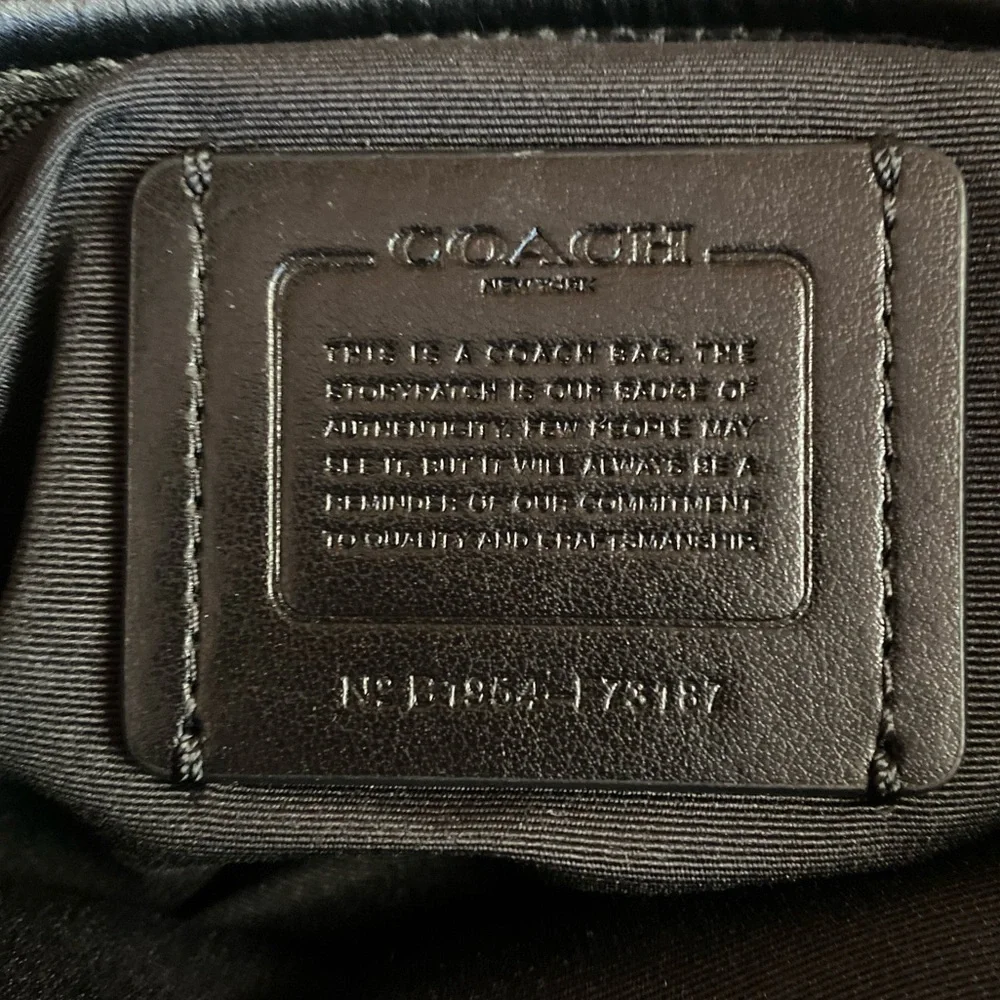 COACH
NEW YORK
THIS IS A COACH BAG. THE
STORYPATCH IS OUR BADGE OF
AUTHENTICITY. FEW PEOPLE MAY
SEE IT, BUT IT WILL ALWAYS BE A
REMINDER OF OUR COMMITMENT
TO QUALITY AND CRAFTSMANSHIP.
Nº